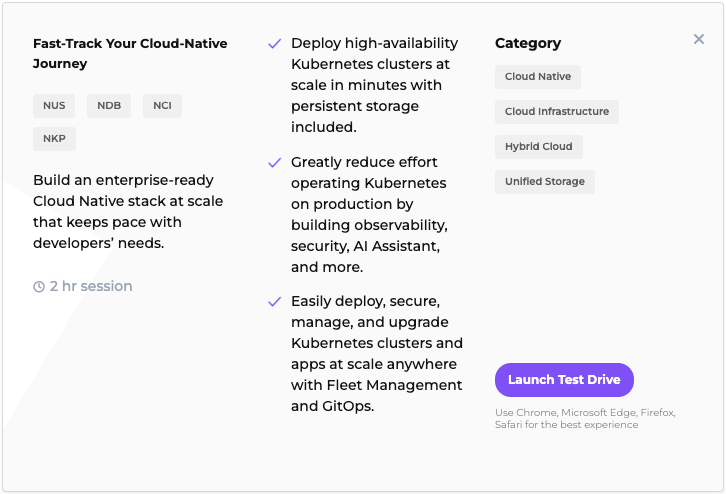 Fast-Track Your Cloud-Native
Journey
NUS NDB NCI
NKP
Build an enterprise-ready
Cloud Native stack at scale
that keeps pace with
developers’ needs.
2 hr session
Deploy high-availability
Kubernetes clusters at
scale in minutes with
persistent storage
included.
Greatly reduce effort
operating Kubernetes
on production by
building observability,
security, AI Assistant,
and more.
Easily deploy, secure,
manage, and upgrade
Kubernetes clusters and
apps at scale anywhere
with Fleet Management
and GitOps.
Category
Cloud Native
Cloud Infrastructure
Hybrid Cloud
Unified Storage
Launch Test Drive
Use Chrome, Microsoft Edge, Firefox,
Safari for the best experience